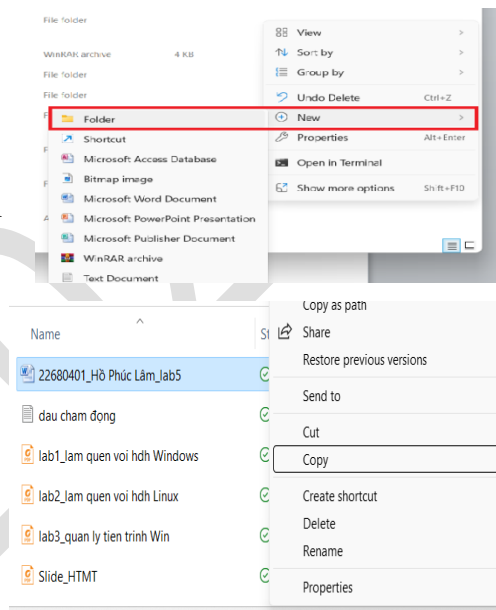 File folder
WinRAR archive 4 KB
File folder
File folder
View
Sort by
Group by
Undo Delete Ctrl+Z
New
Properties Alt+Enter
Open in Terminal
Show more options Shift+F10
Folder
Shortcut
Microsoft Access Database
Bitmap image
Microsoft Word Document
Microsoft PowerPoint Presentation
Microsoft Publisher Document
WinRAR archive
Text Document
Name
22680401_Hồ Phúc Lâm_lab5
dau cham đọng
lab1_lam quen voi hdh Windows
lab2_lam quen voi hdh Linux
lab3_quan ly tien trinh Win
Slide_HTMT
Copy as path
Share
Restore previous versions
Send to
Cut
Copy
Create shortcut
Delete
Rename
Properties